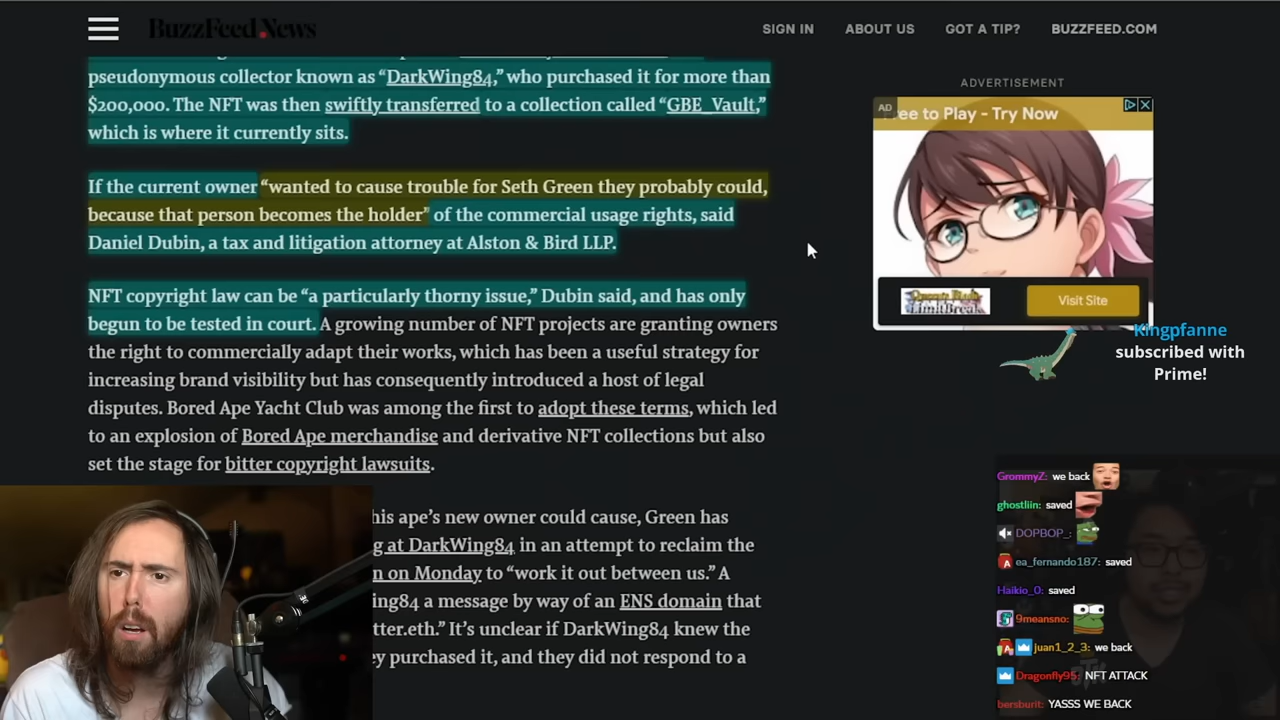 BuzzFeed News
SIGN IN
ABOUT US
GOT A TIP?
BUZZFEED.COM
pseudonymous collector known as “DarkWing84,” who purchased it for more than
$200,000. The NFT was then swiftly transferred to a collection called “GBE_Vault,”
which is where it currently sits.
If the current owner “wanted to cause trouble for Seth Green they probably could,
because that person becomes the holder” of the commercial usage rights, said
Daniel Dubin, a tax and litigation attorney at Alston & Bird LLP.
NFT copyright law can be “a particularly thorny issue,” Dubin said, and has only
begun to be tested in court. A growing number of NFT projects are granting owners
the right to commercially adapt their works, which has been a useful strategy for
increasing brand visibility but has consequently introduced a host of legal
disputes. Bored Ape Yacht Club was among the first to adopt these terms, which led
to an explosion of Bored Ape merchandise and derivative NFT collections but also
set the stage for bitter copyright lawsuits.
his ape’s new owner could cause, Green has
g at DarkWing84 in an attempt to reclaim the
n on Monday to “work it out between us.” A
ing84 a message by way of an ENS domain that
tter.eth.” It’s unclear if DarkWing84 knew the
ey purchased it, and they did not respond to a
ADVERTISEMENT
AD
ree to Play - Try Now
LimitBreak
Visit Site
Kingpfanne
subscribed with
Prime!
GrommyZ: we back
ghostliin: saved
DOPBOP_:
ea_fernando187: saved
Haikio_0: saved
9meansno:
juan1_2_3: we back
Dragonfly95: NFT ATTACK
bersburit: YASSS WE BACK